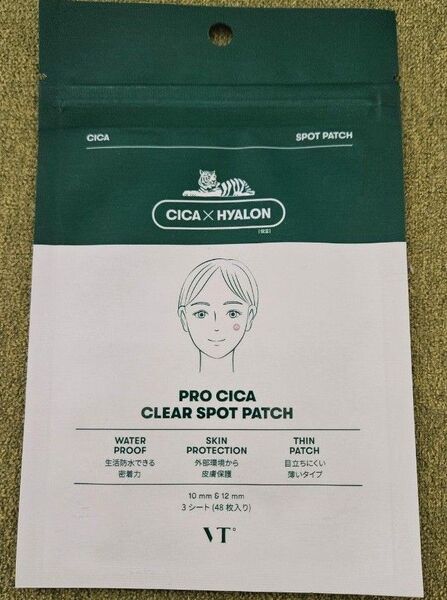 CICA
SPOT PATCH
CICA×HYALON
[保湿]
PRO CICA
CLEAR SPOT PATCH
WATER
PROOF
生活防水できる
密着力
SKIN
PROTECTION
外部環境から
皮膚保護
THIN
PATCH
目立ちにくい
薄いタイプ
10 mm & 12 mm
3 シート (48 枚入り)
VT